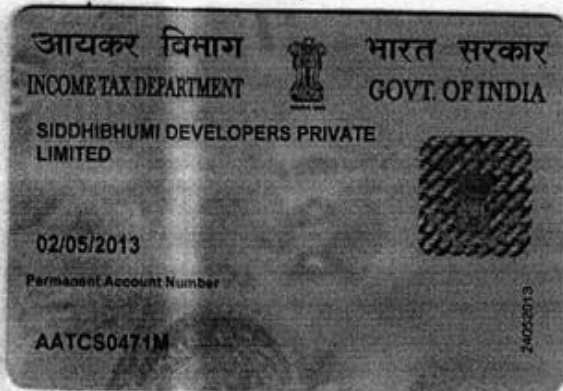 आयकर विभाग
INCOME TAX DEPARTMENT
भारत सरकार
GOVT. OF INDIA
SIDDHIBHUMI DEVELOPERS PRIVATE
LIMITED
02/05/2013
Permanent Account Number
AATCS0471M
24052013